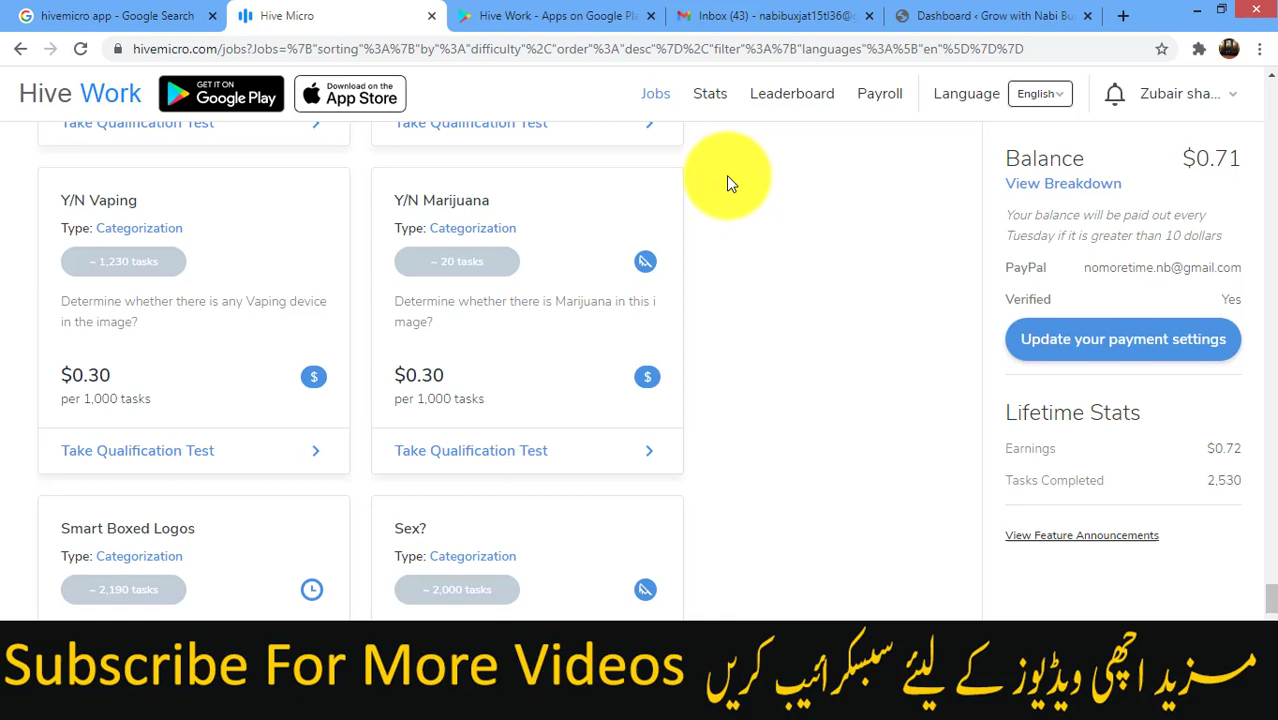 hivemicro app - Google Search
Hive Micro
Hive Work - Apps on Google Pla
Inbox (43) - nabibuxjat15tl36@g
Dashboard ‹ Grow with Nabi Bu
hivemicro.com/jobs?Jobs=%7B"sorting"%3A%7B"by"%3A"difficulty"%2C"order"%3A"desc"%7D%2C"filter"%3A%7B"languages"%3A%5B"en"%5D%7D%7D
Hive Work
GET IT ON
Google Play
Download on the
App Store
Jobs
Stats
Leaderboard
Payroll
Language
English
Zubair sha...
Take Qualification Test
Take Qualification Test
Y/N Vaping
Type: Categorization
~ 1,230 tasks
Determine whether there is any Vaping device
in the image?
$0.30
$
per 1,000 tasks
Take Qualification Test
Y/N Marijuana
Type: Categorization
~ 20 tasks
Determine whether there is Marijuana in this i
mage?
$0.30
$
per 1,000 tasks
Take Qualification Test
Smart Boxed Logos
Type: Categorization
~ 2,190 tasks
Sex?
Type: Categorization
~ 2,000 tasks
Balance $0.71
View Breakdown
Your balance will be paid out every
Tuesday if it is greater than 10 dollars
PayPal nomoretime.nb@gmail.com
Verified Yes
Update your payment settings
Lifetime Stats
Earnings $0.72
Tasks Completed 2,530
View Feature Announcements
Subscribe For More Videos
مزید اچھی ویڈیوز کے لیئے سبسکرائیب کریں